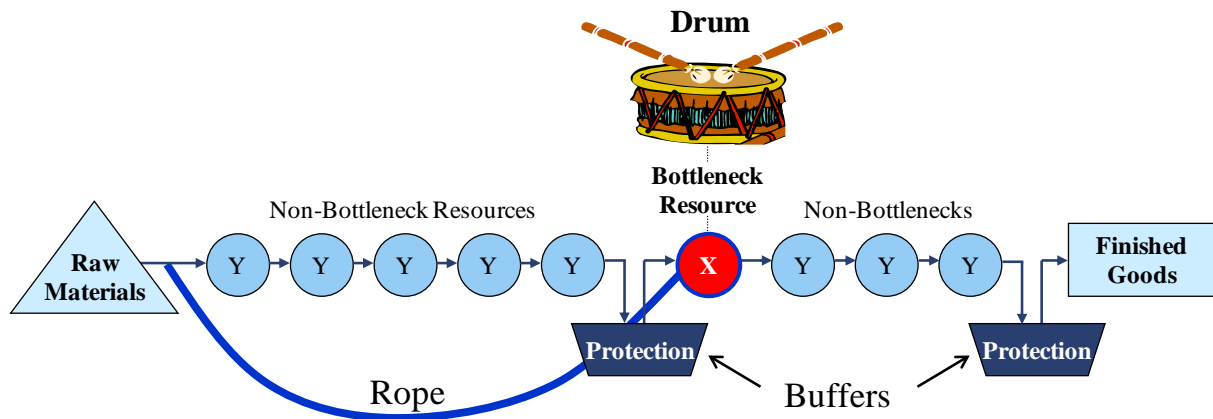 Drum
Bottleneck
Resource
Non-Bottleneck Resources
Non-Bottlenecks
Raw
Materials
Y
Y
Y
Y
Y
X
Y
Y
Y
Finished
Goods
Protection
Protection
Rope
Buffers